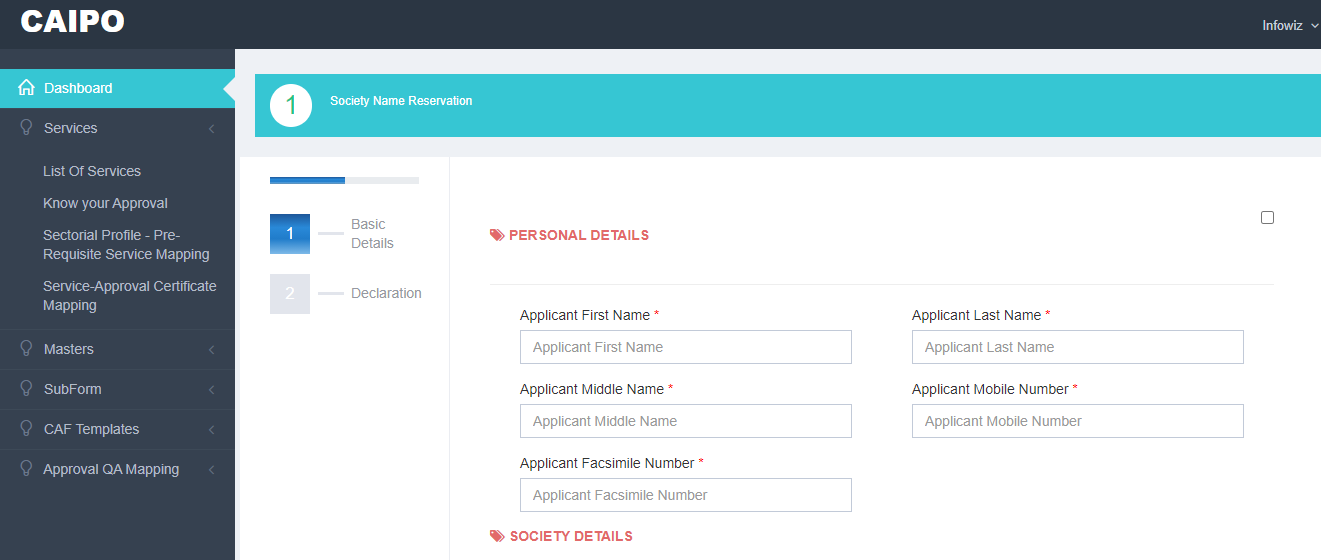 CAIPO
Infowiz
Dashboard
Services
List Of Services
Know your Approval
Sectorial Profile - Pre-
Requisite Service Mapping
Service-Approval Certificate
Mapping
Masters
SubForm
CAF Templates
Approval QA Mapping
1
Society Name Reservation
1
Basic
Details
2
Declaration
PERSONAL DETAILS
Applicant First Name *
Applicant First Name
Applicant Last Name *
Applicant Last Name
Applicant Middle Name *
Applicant Middle Name
Applicant Mobile Number *
Applicant Mobile Number
Applicant Facsimile Number *
Applicant Facsimile Number
SOCIETY DETAILS